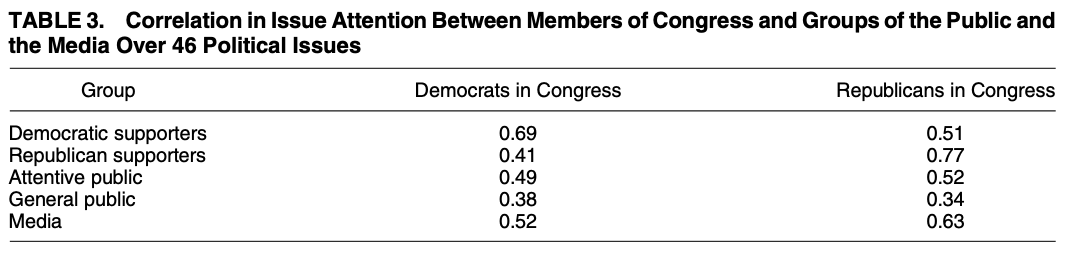 TABLE 3. Correlation in Issue Attention Between Members of Congress and Groups of the Public and
the Media Over 46 Political Issues
Group Democrats in Congress Republicans in Congress
Democratic supporters 0.69 0.51
Republican supporters 0.41 0.77
Attentive public 0.49 0.52
General public 0.38 0.34
Media 0.52 0.63